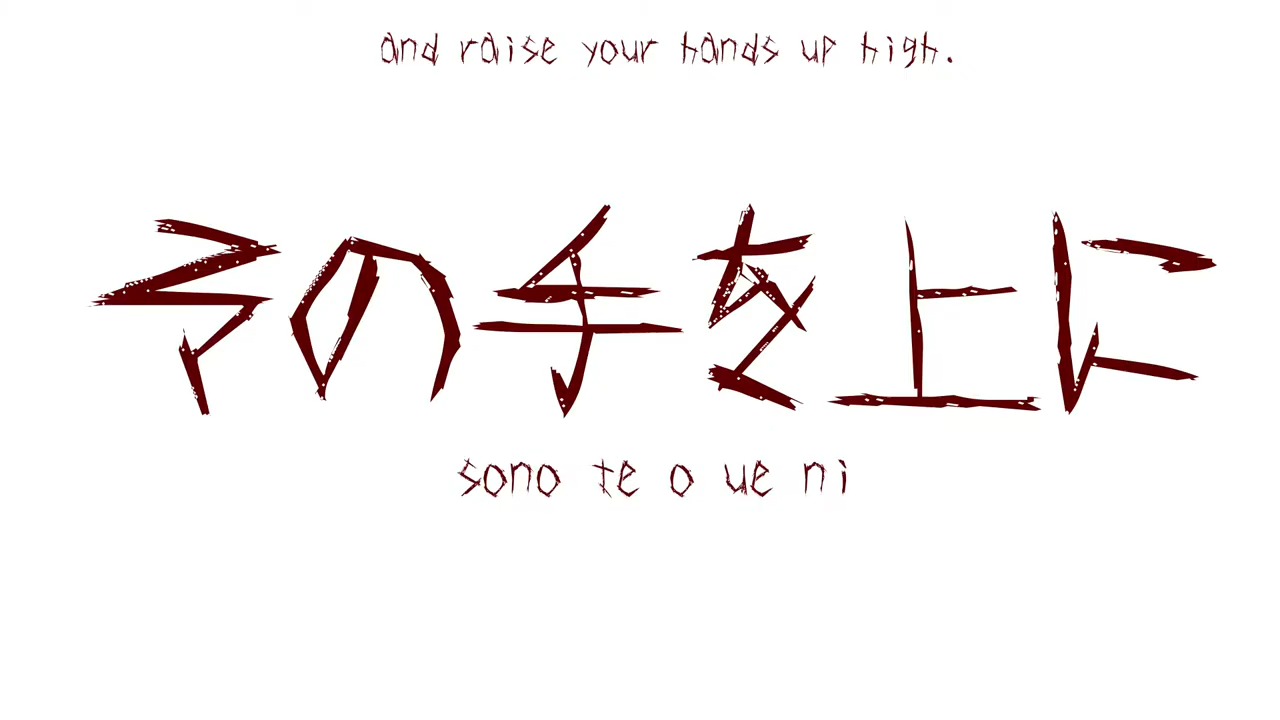 and raise your hands up high.
その手を上に
sono te o ue ni